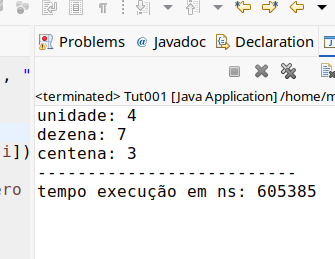 Problems @ Javadoc Declaration
<terminated> Tut001 [Java Application] /home/m
, "
unidade: 4
dezena: 7
i]) centena: 3
---------------------------
ero tempo execução em ns: 605385